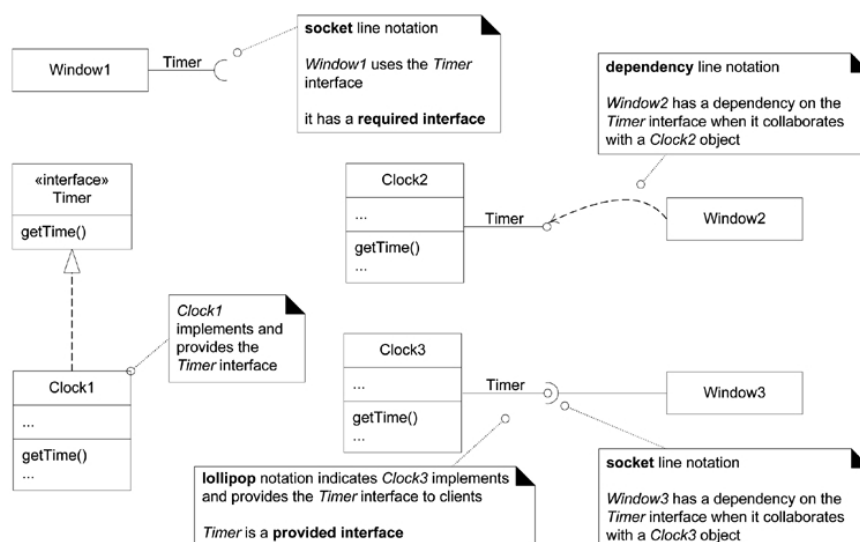 Window1
Timer
socket line notation
Window1 uses the Timer
interface
it has a required interface
dependency line notation
Window2 has a dependency on the
Timer interface when it collaborates
with a Clock2 object
«interface»
Timer
getTime()
Clock2
...
getTime()
...
Timer
Window2
Clock1
implements and
provides the
Timer interface
Clock1
...
getTime()
...
Clock3
...
getTime()
...
Timer
Window3
lollipop notation indicates Clock3 implements
and provides the Timer interface to clients
Timer is a provided interface
socket line notation
Window3 has a dependency on the
Timer interface when it collaborates
with a Clock3 object